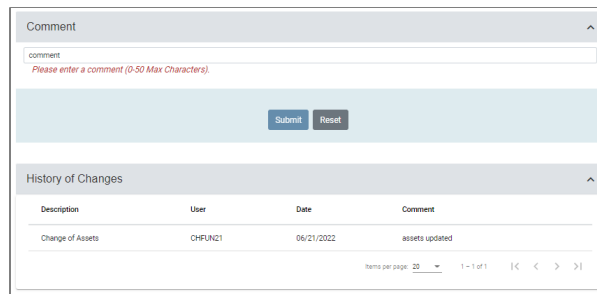 Comment
comment
Please enter a comment (0-50 Max Characters).
Submit Reset
History of Changes
Description User Date Comment
Change of Assets CHFUN21 06/21/2022 assets updated
Items per page: 20 1 – 1 of 1